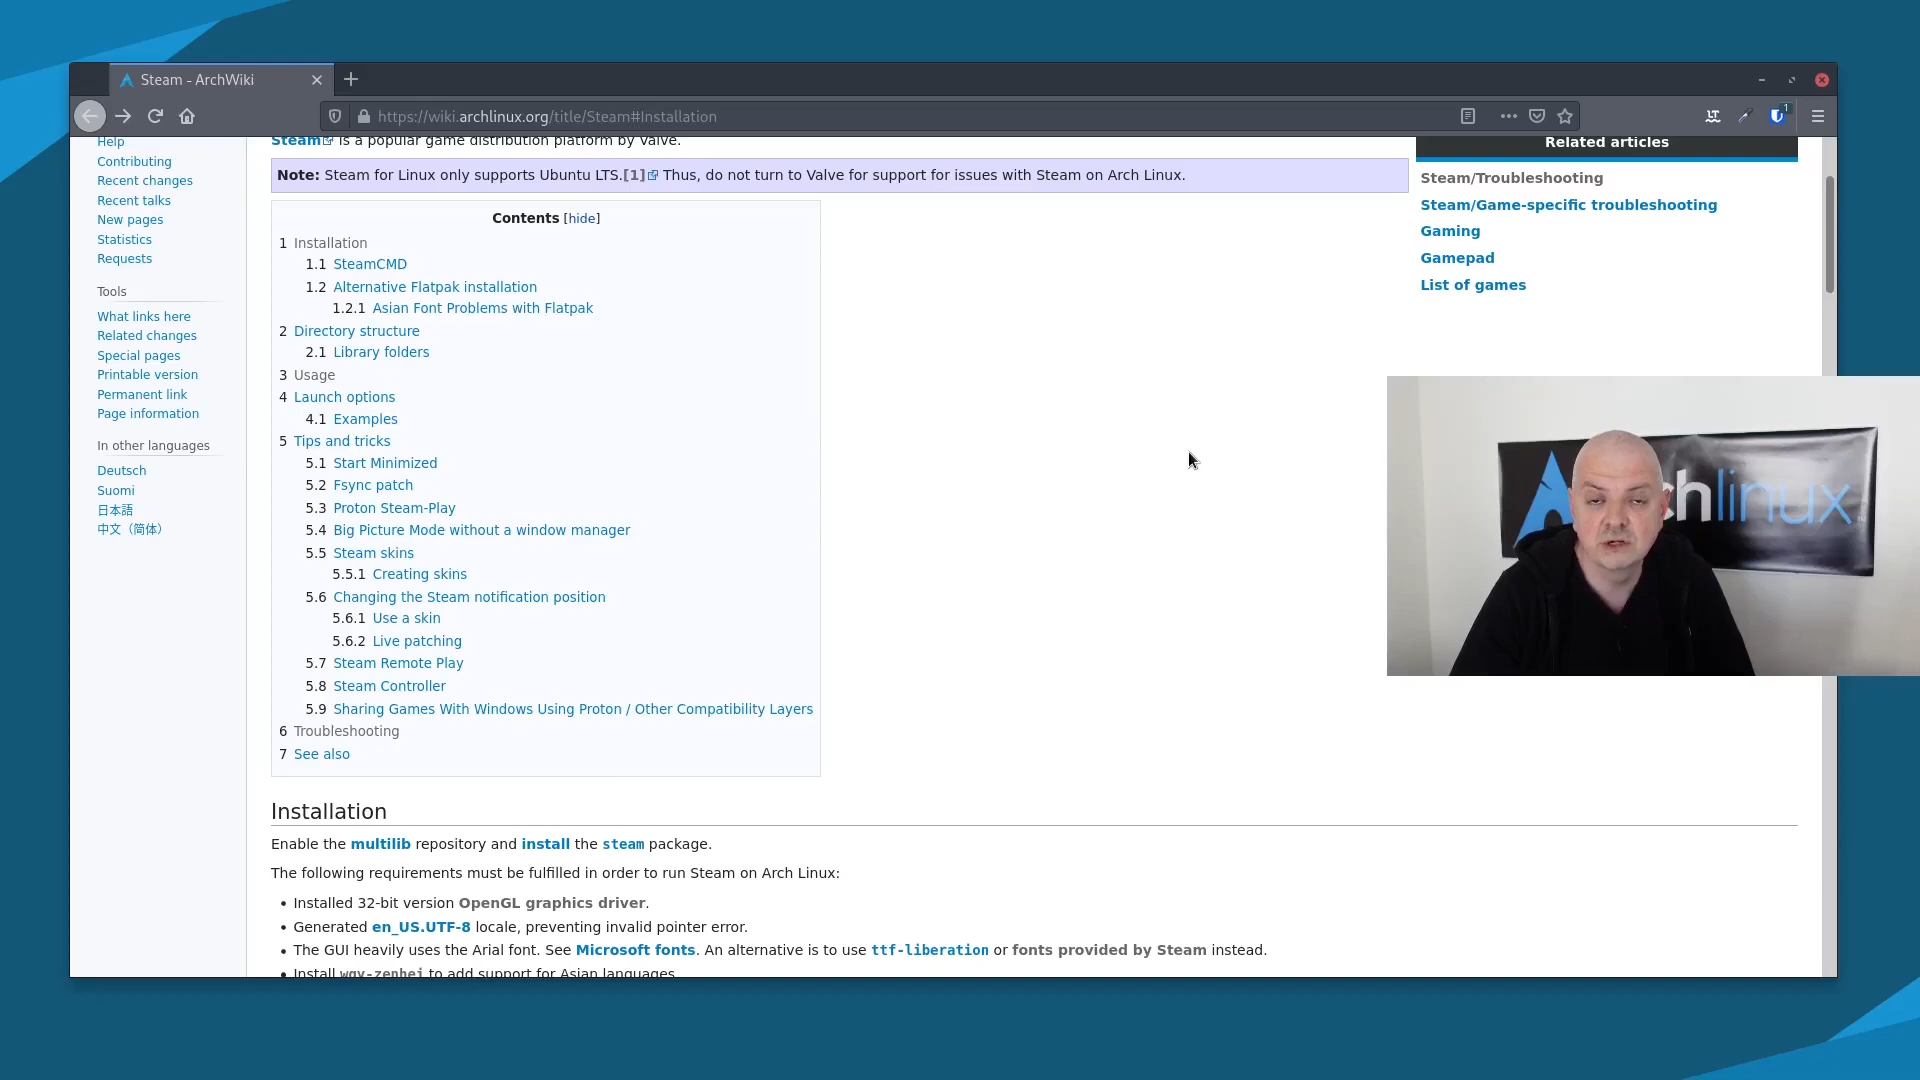 Steam - ArchWiki
https://wiki.archlinux.org/title/Steam#Installation
1
Help
Contributing
Recent changes
Recent talks
New pages
Statistics
Requests
Tools
What links here
Related changes
Special pages
Printable version
Permanent link
Page information
In other languages
Deutsch
Suomi
日本語
中文（简体）
Steam is a popular game distribution platform by Valve.
Note: Steam for Linux only supports Ubuntu LTS.[1] Thus, do not turn to Valve for support for issues with Steam on Arch Linux.
Contents [hide]
1 Installation
1.1 SteamCMD
1.2 Alternative Flatpak installation
1.2.1 Asian Font Problems with Flatpak
2 Directory structure
2.1 Library folders
3 Usage
4 Launch options
4.1 Examples
5 Tips and tricks
5.1 Start Minimized
5.2 Fsync patch
5.3 Proton Steam-Play
5.4 Big Picture Mode without a window manager
5.5 Steam skins
5.5.1 Creating skins
5.6 Changing the Steam notification position
5.6.1 Use a skin
5.6.2 Live patching
5.7 Steam Remote Play
5.8 Steam Controller
5.9 Sharing Games With Windows Using Proton / Other Compatibility Layers
6 Troubleshooting
7 See also
Installation
Enable the multilib repository and install the steam package.
The following requirements must be fulfilled in order to run Steam on Arch Linux:
• Installed 32-bit version OpenGL graphics driver.
• Generated en_US.UTF-8 locale, preventing invalid pointer error.
• The GUI heavily uses the Arial font. See Microsoft fonts. An alternative is to use ttf-liberation or fonts provided by Steam instead.
• Install wqy-zenhei to add support for Asian languages.
Related articles
Steam/Troubleshooting
Steam/Game-specific troubleshooting
Gaming
Gamepad
List of games
ch linux